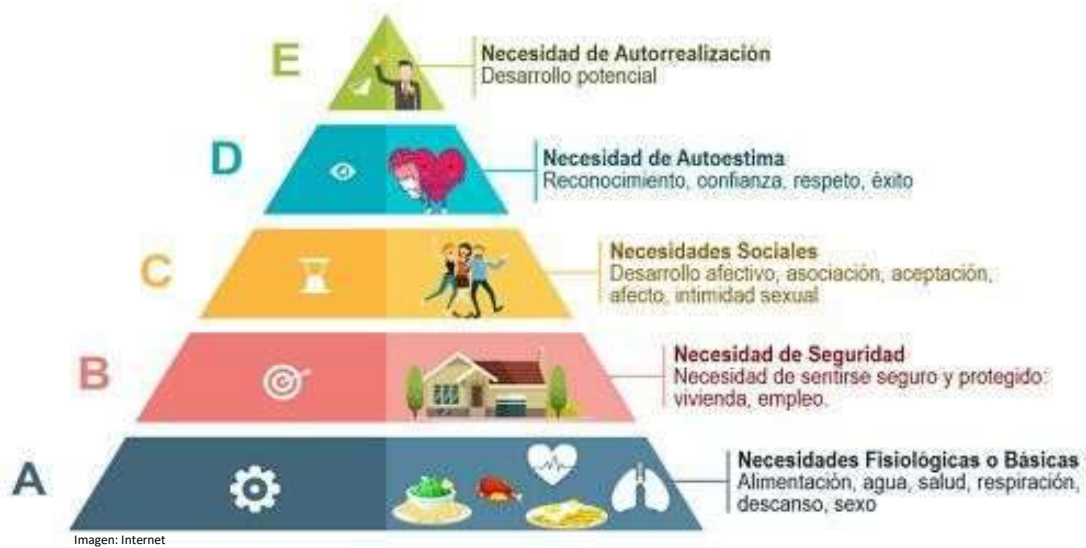 E
Necesidad de Autorrealización
Desarrollo potencial
D
Necesidad de Autoestima
Reconocimiento, confianza, respeto, éxito
C
Necesidades Sociales
Desarrollo afectivo, asociación, aceptación,
afecto, intimidad sexual
B
Necesidad de Seguridad
Necesidad de sentirse seguro y protegido:
vivienda, empleo.
A
Necesidades Fisiológicas o Básicas
Alimentación, agua, salud, respiración,
descanso, sexo
Imagen: Internet